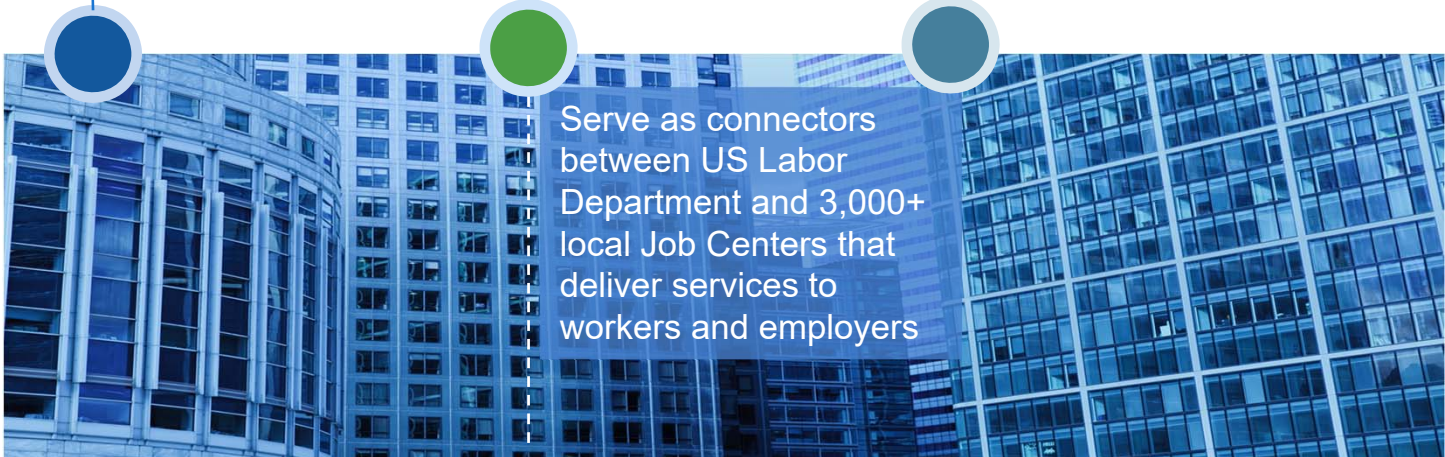 Serve as connectors
between US Labor
Department and 3,000+
local Job Centers that
deliver services to
workers and employers